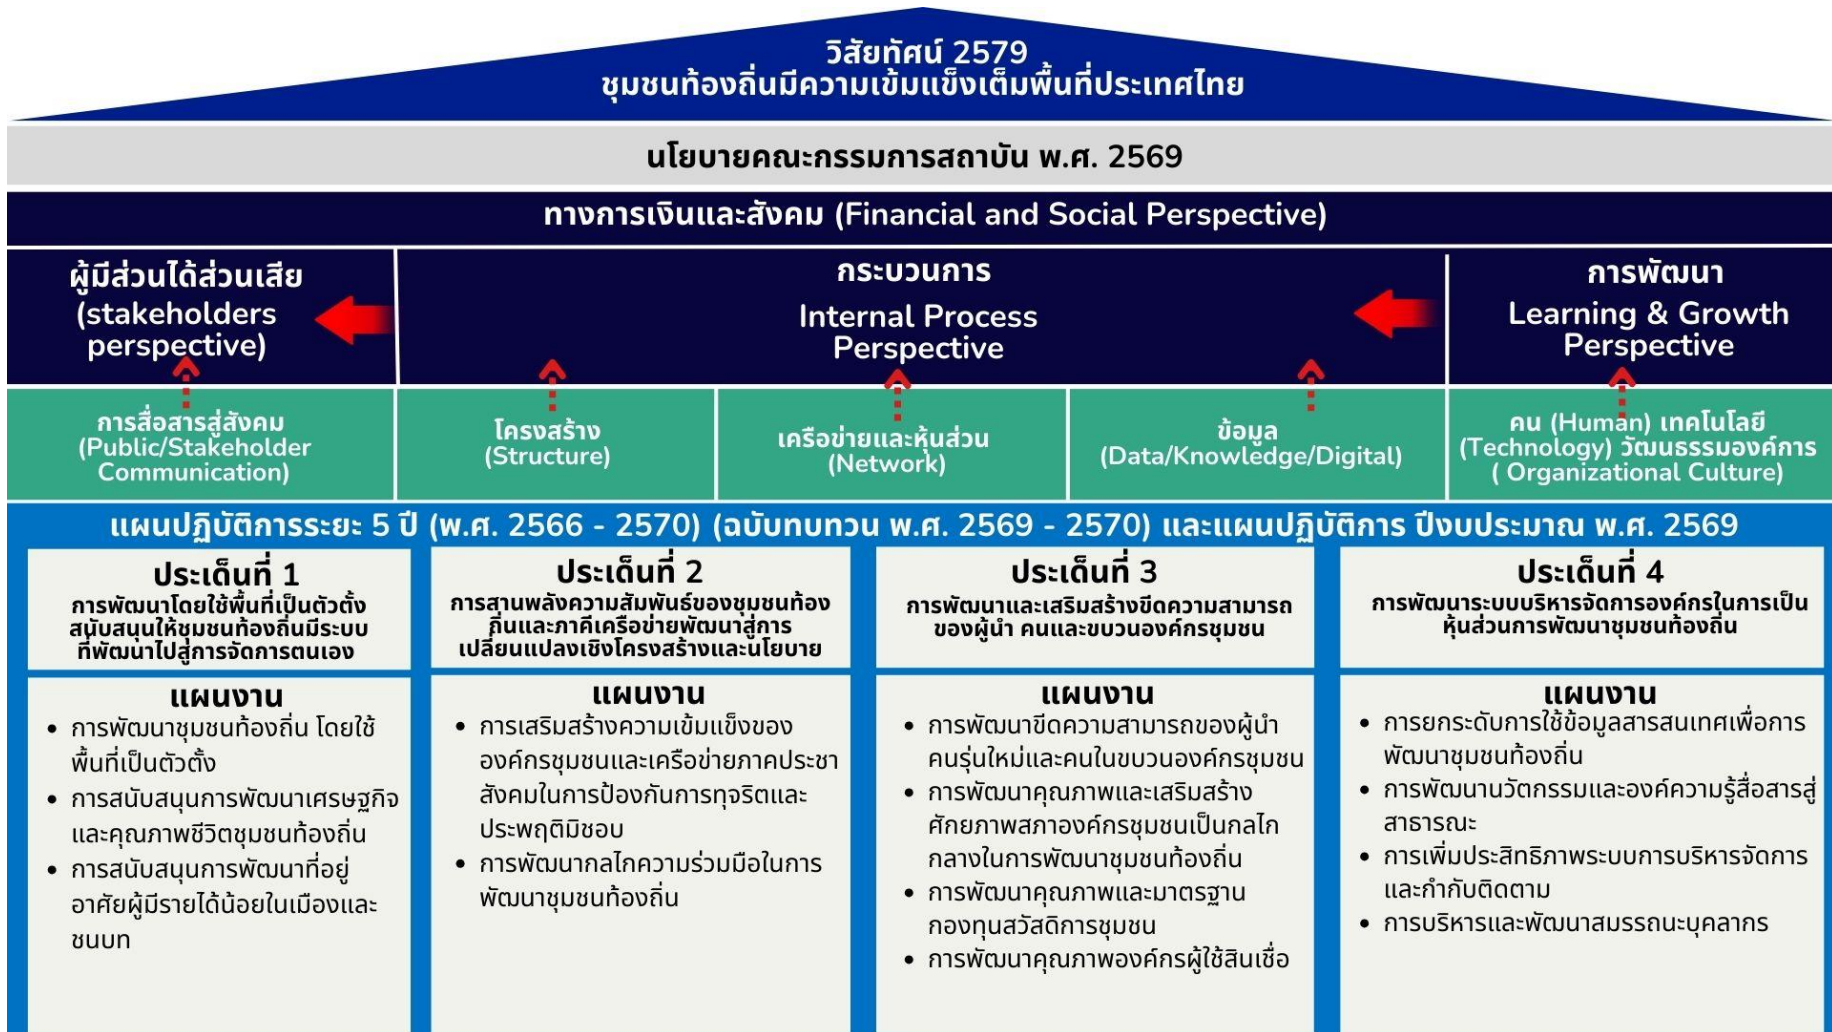 วิสัยทัศน์ 2579
ชุมชนท้องถิ่นมีความเข้มแข็งเต็มพื้นที่ประเทศไทย
นโยบายคณะกรรมการสถาบัน พ.ศ. 2569
ทางการเงินและสังคม (Financial and Social Perspective)
ผู้มีส่วนได้ส่วนเสีย
(stakeholders
perspective)
กระบวนการ
Internal Process
Perspective
การพัฒนา
Learning & Growth
Perspective
การสื่อสารสู่สังคม
(Public/Stakeholder
Communication)
โครงสร้าง
(Structure)
เครือข่ายและหุ้นส่วน
(Network)
ข้อมูล
(Data/Knowledge/Digital)
คน (Human) เทคโนโลยี
(Technology) วัฒนธรรมองค์การ
( Organizational Culture)
แผนปฏิบัติการระยะ 5 ปี (พ.ศ. 2566 - 2570) (ฉบับทบทวน พ.ศ. 2569 - 2570) และแผนปฏิบัติการ ปีงบประมาณ พ.ศ. 2569
ประเด็นที่ 1
การพัฒนาโดยใช้พื้นที่เป็นตัวตั้ง
สนับสนุนให้ชุมชนท้องถิ่นมีระบบ
ที่พัฒนาไปสู่การจัดการตนเอง
แผนงาน
• การพัฒนาชุมชนท้องถิ่น โดยใช้
พื้นที่เป็นตัวตั้ง
• การสนับสนุนการพัฒนาเศรษฐกิจ
และคุณภาพชีวิตชุมชนท้องถิ่น
• การสนับสนุนการพัฒนาที่อยู่
อาศัยผู้มีรายได้น้อยในเมืองและ
ชนบท
ประเด็นที่ 2
การสานพลังความสัมพันธ์ของชุมชนท้อง
ถิ่นและภาคีเครือข่ายพัฒนาสู่การ
เปลี่ยนแปลงเชิงโครงสร้างและนโยบาย
แผนงาน
• การเสริมสร้างความเข้มแข็งของ
องค์กรชุมชนและเครือข่ายภาคประชา
สังคมในการป้องกันการทุจริตและ
ประพฤติมิชอบ
• การพัฒนากลไกความร่วมมือในการ
พัฒนาชุมชนท้องถิ่น
ประเด็นที่ 3
การพัฒนาและเสริมสร้างขีดความสามารถ
ของผู้นำ คนและขบวนองค์กรชุมชน
แผนงาน
• การพัฒนาขีดความสามารถของผู้นำ
คนรุ่นใหม่และคนในขบวนองค์กรชุมชน
• การพัฒนาคุณภาพและเสริมสร้าง
ศักยภาพสภาองค์กรชุมชนเป็นกลไก
กลางในการพัฒนาชุมชนท้องถิ่น
• การพัฒนาคุณภาพและมาตรฐาน
กองทุนสวัสดิการชุมชน
• การพัฒนาคุณภาพองค์กรผู้ใช้สินเชื่อ
ประเด็นที่ 4
การพัฒนาระบบบริหารจัดการองค์กรในการเป็น
หุ้นส่วนการพัฒนาชุมชนท้องถิ่น
แผนงาน
• การยกระดับการใช้ข้อมูลสารสนเทศเพื่อการ
พัฒนาชุมชนท้องถิ่น
• การพัฒนานวัตกรรมและองค์ความรู้สื่อสารสู่
สาธารณะ
• การเพิ่มประสิทธิภาพระบบการบริหารจัดการ
และกำกับติดตาม
• การบริหารและพัฒนาสมรรถนะบุคลากร